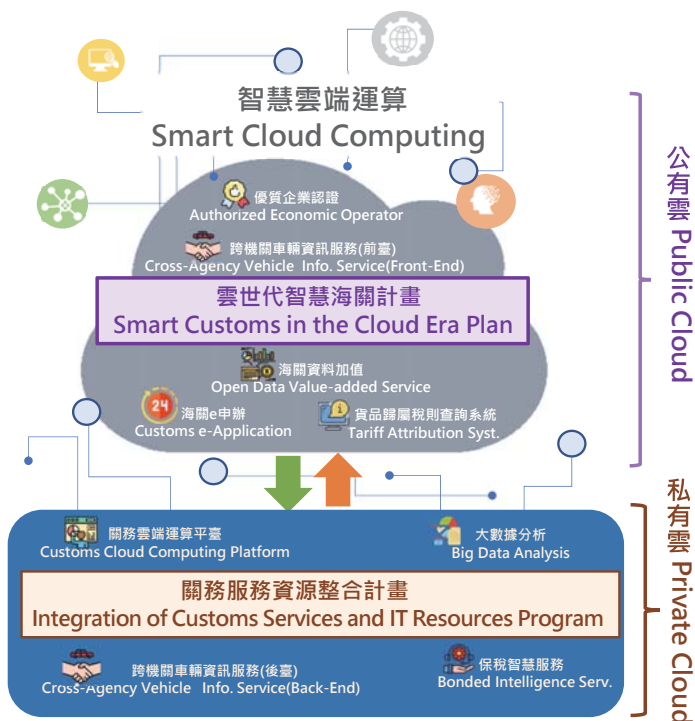 智慧雲端運算
Smart Cloud Computing
優質企業認證
Authorized Economic Operator
跨機關車輛資訊服務(前臺)
Cross-Agency Vehicle Info. Service(Front-End)
雲世代智慧海關計畫
Smart Customs in the Cloud Era Plan
海關資料加值
Open Data Value-added Service
24
海關e申辦
Customs e-Application
貨品歸屬稅則查詢系統
Tariff Attribution Syst.
公有雲 Public Cloud
關務雲端運算平臺
Customs Cloud Computing Platform
大數據分析
Big Data Analysis
關務服務資源整合計畫
Integration of Customs Services and IT Resources Program
跨機關車輛資訊服務(後臺)
Cross-Agency Vehicle Info. Service(Back-End)
保稅智慧服務
Bonded Intelligence Serv.
私有雲 Private Cloud